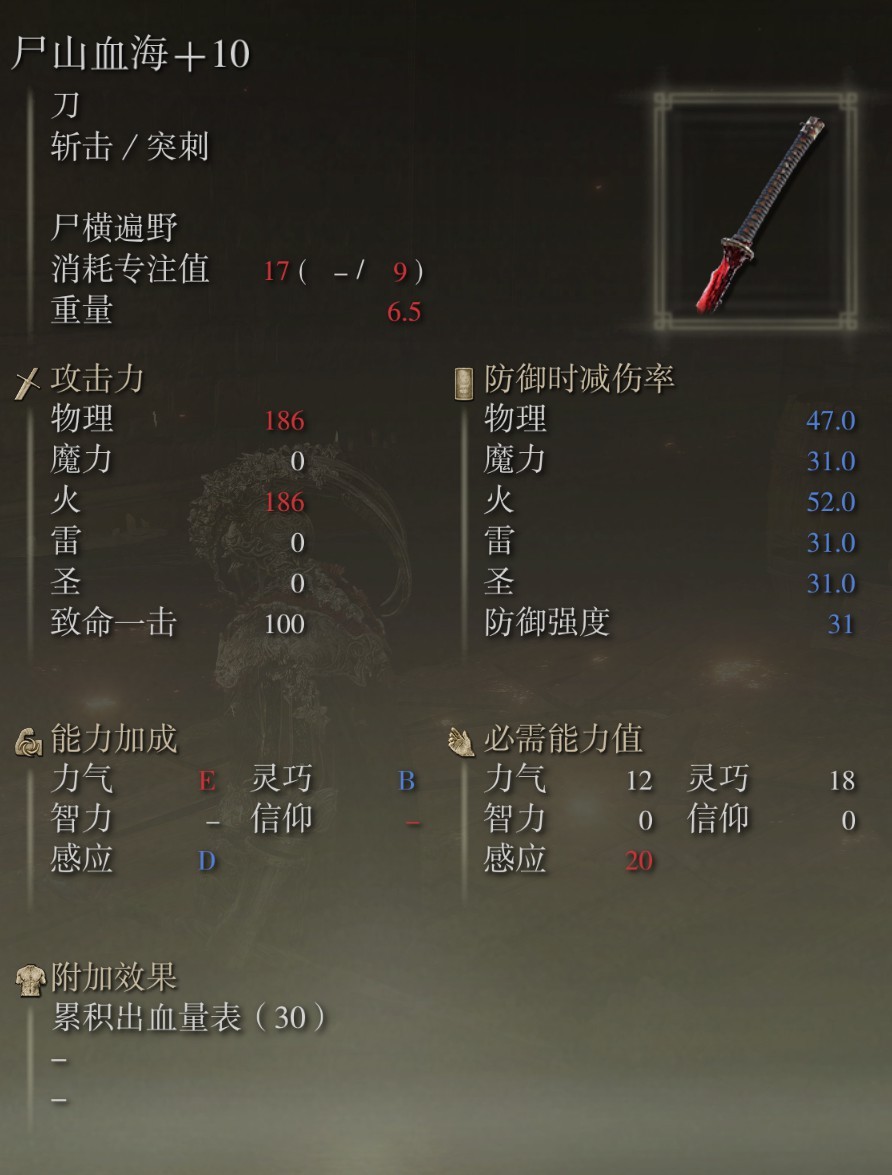 尸山血海＋10
刀
斩击／突刺
尸横遍野
消耗专注值 17（ –／ 9）
重量 6.5
攻击力
物理 186
魔力 0
火 186
雷 0
圣 0
致命一击 100
防御时减伤率
物理 47.0
魔力 31.0
火 52.0
雷 31.0
圣 31.0
防御强度 31
能力加成
力气 E 灵巧 B
智力 – 信仰 –
感应 D
必需能力值
力气 12 灵巧 18
智力 0 信仰 0
感应 20
附加效果
累积出血量表（30）
–
–